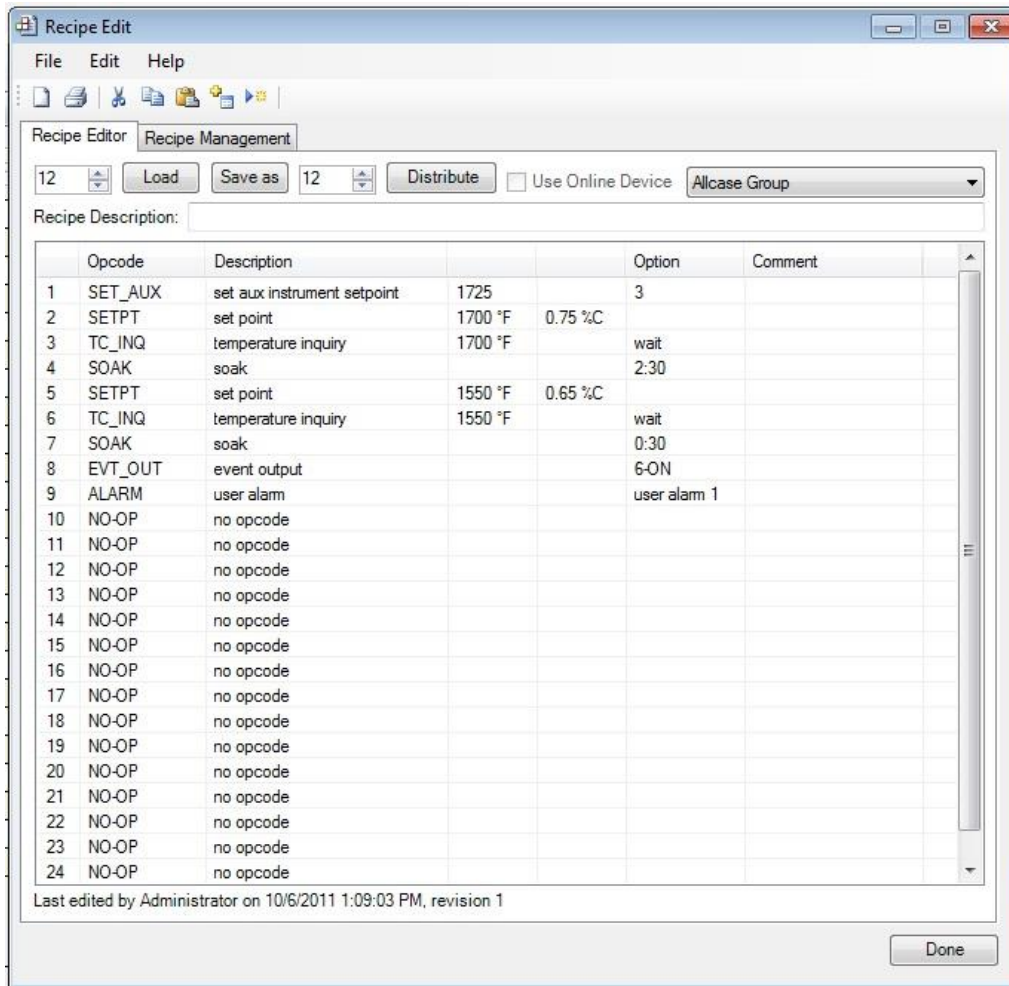 Recipe Edit
File Edit Help
Recipe Editor Recipe Management
12 Load Save as 12 Distribute Use Online Device Allcase Group
Recipe Description:
Opcode Description Option Comment
1 SET_AUX set aux instrument setpoint 1725 3
2 SETPT set point 1700 °F 0.75 %C
3 TC_INQ temperature inquiry 1700 °F wait
4 SOAK soak 2:30
5 SETPT set point 1550 °F 0.65 %C
6 TC_INQ temperature inquiry 1550 °F wait
7 SOAK soak 0:30
8 EVT_OUT event output 6-ON
9 ALARM user alarm user alarm 1
10 NO-OP no opcode
11 NO-OP no opcode
12 NO-OP no opcode
13 NO-OP no opcode
14 NO-OP no opcode
15 NO-OP no opcode
16 NO-OP no opcode
17 NO-OP no opcode
18 NO-OP no opcode
19 NO-OP no opcode
20 NO-OP no opcode
21 NO-OP no opcode
22 NO-OP no opcode
23 NO-OP no opcode
24 NO-OP no opcode
Last edited by Administrator on 10/6/2011 1:09:03 PM, revision 1
Done